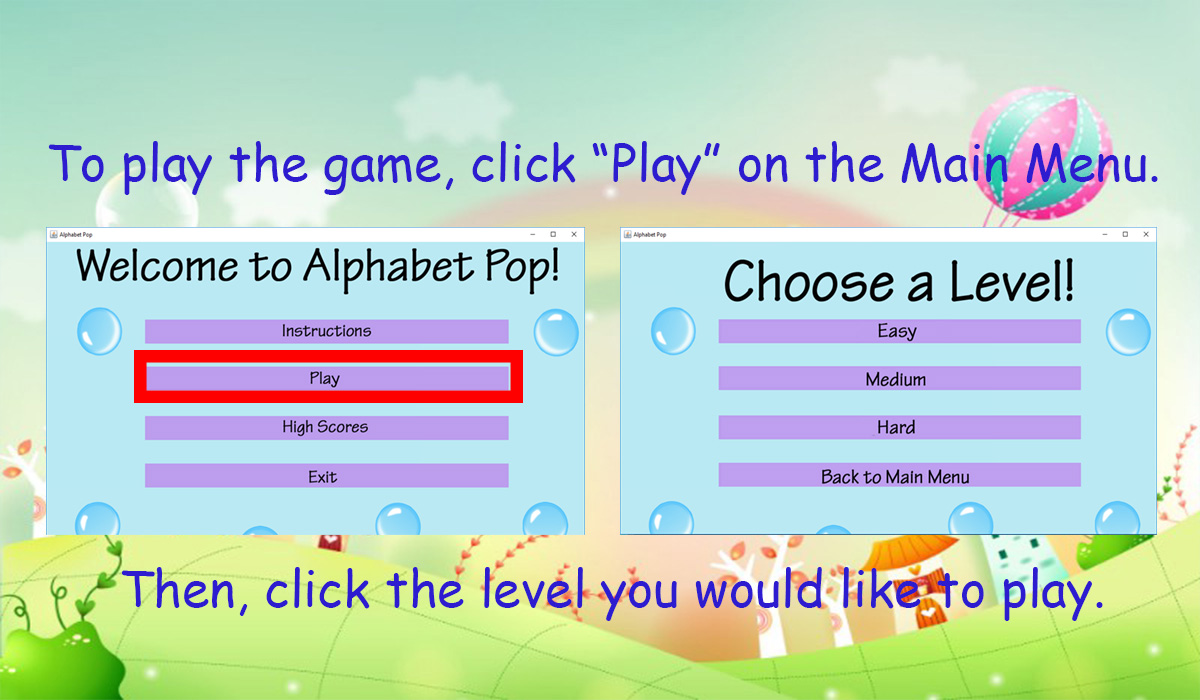 To play the game, click “Play” on the Main Menu.
Alphabet Pop
Welcome to Alphabet Pop!
Instructions
Play
High Scores
Exit
Alphabet Pop
Choose a Level!
Easy
Medium
Hard
Back to Main Menu
Then, click the level you would like to play.